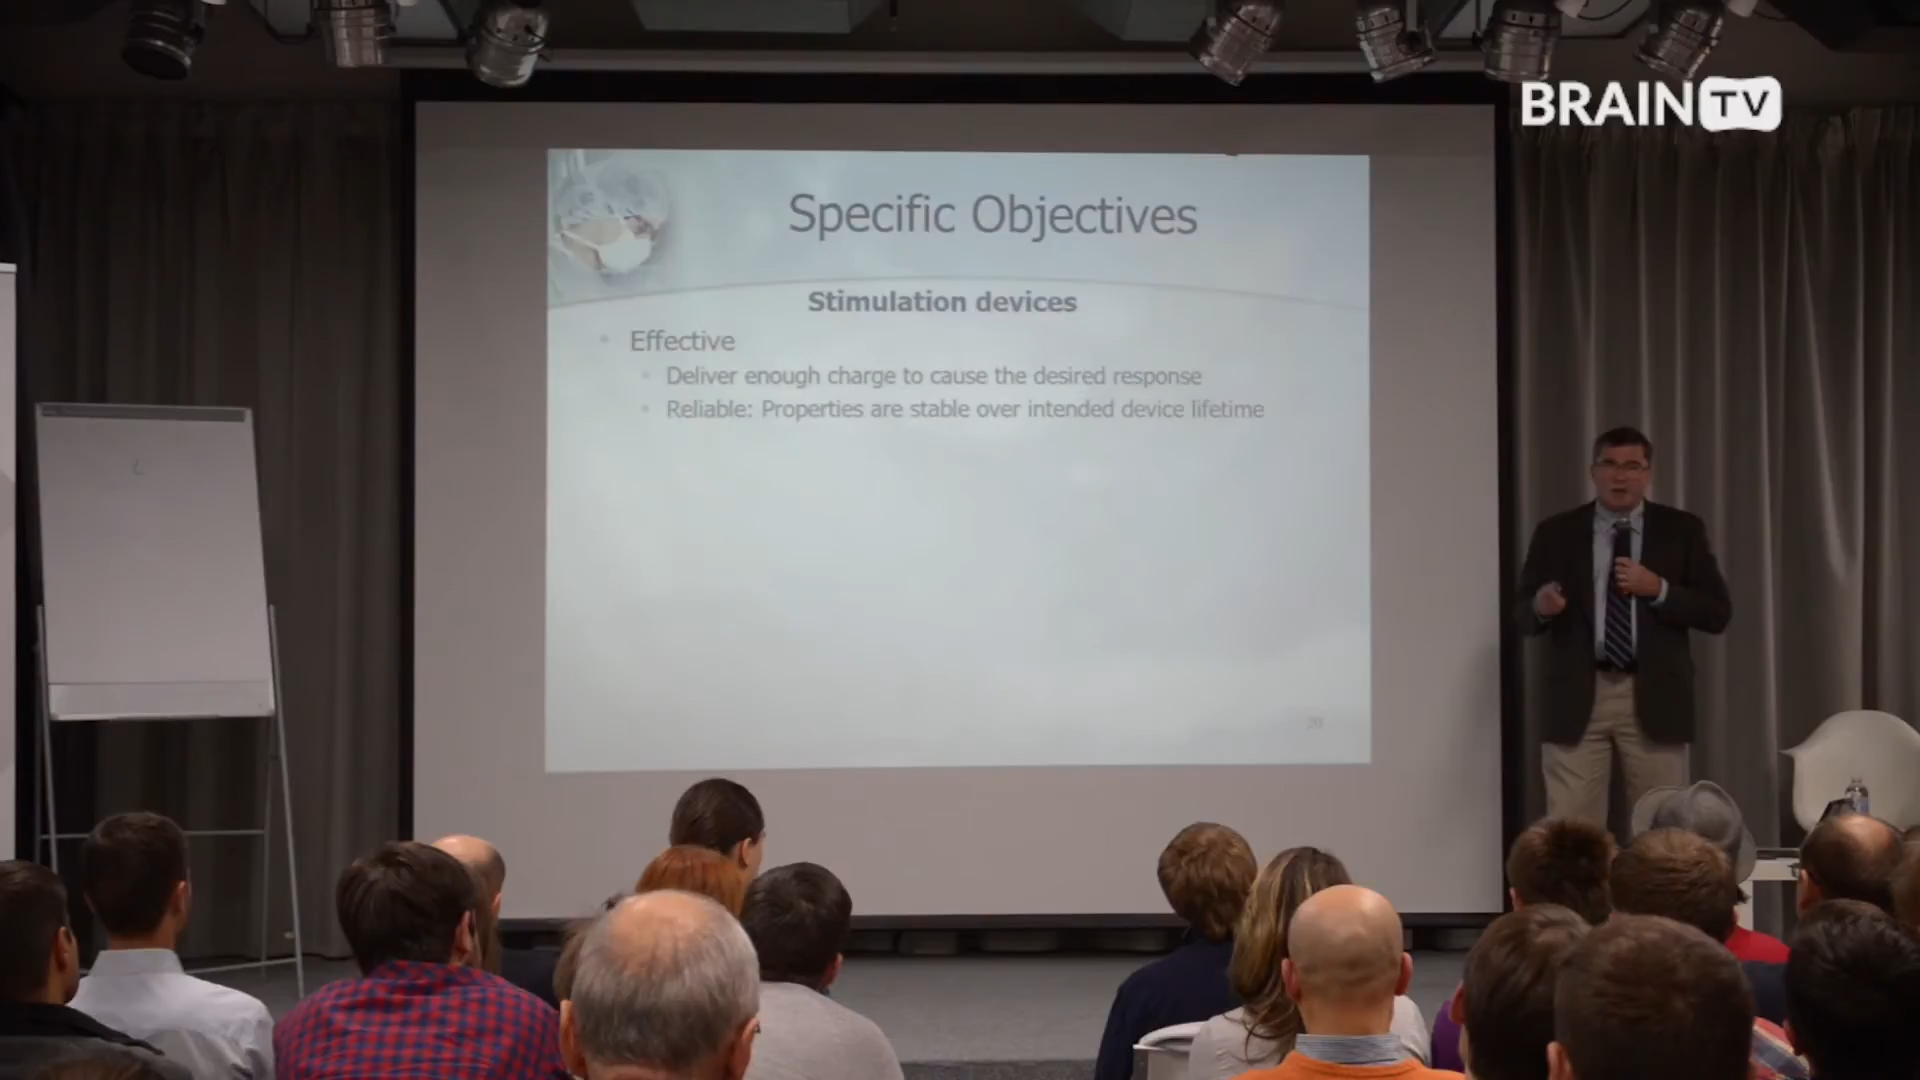 BRAIN TV
Specific Objectives
Stimulation devices
Effective
Deliver enough charge to cause the desired response
Reliable: Properties are stable over intended device lifetime
20